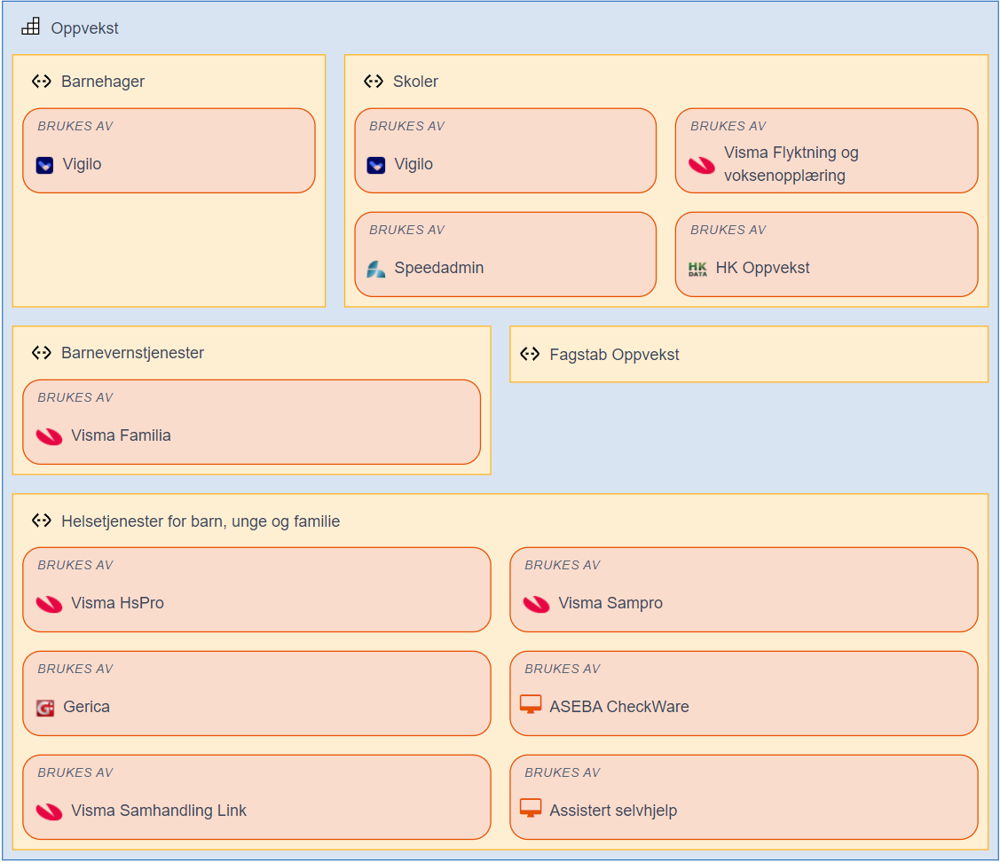 Oppvekst
Barnehager
BRUKES AV
Vigilo
Skoler
BRUKES AV
Vigilo
BRUKES AV
Visma Flyktning og
voksenopplæring
BRUKES AV
Speedadmin
BRUKES AV
HK DATA
HK Oppvekst
Barnevernstjenester
BRUKES AV
Visma Familia
Fagstab Oppvekst
Helsetjenester for barn, unge og familie
BRUKES AV
Visma HsPro
BRUKES AV
Visma Sampro
BRUKES AV
Gerica
BRUKES AV
ASEBA CheckWare
BRUKES AV
Visma Samhandling Link
BRUKES AV
Assistert selvhjelp